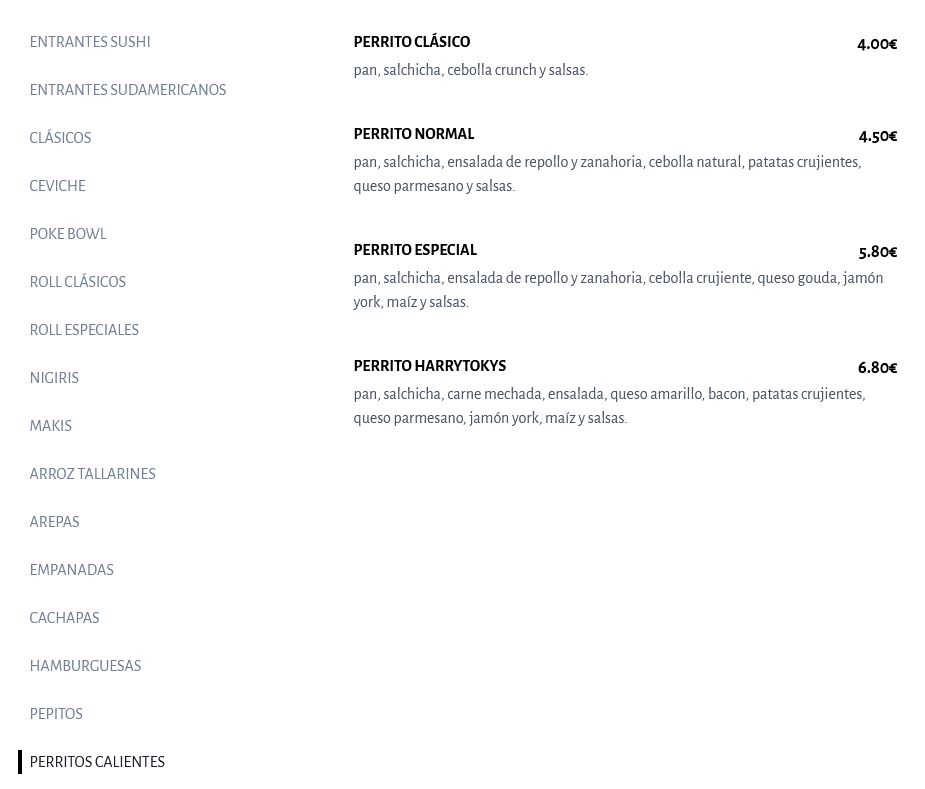 ENTRANTES SUSHI
ENTRANTES SUDAMERICANOS
CLÁSICOS
CEVICHE
POKE BOWL
ROLL CLÁSICOS
ROLL ESPECIALES
NIGIRIS
MAKIS
ARROZ TALLARINES
AREPAS
EMPANADAS
CACHAPAS
HAMBURGUESAS
PEPITOS
PERRITOS CALIENTES
PERRITO CLÁSICO 4.00€
pan, salchicha, cebolla crunch y salsas.
PERRITO NORMAL 4.50€
pan, salchicha, ensalada de repollo y zanahoria, cebolla natural, patatas crujientes,
queso parmesano y salsas.
PERRITO ESPECIAL 5.80€
pan, salchicha, ensalada de repollo y zanahoria, cebolla crujiente, queso gouda, jamón
york, maíz y salsas.
PERRITO HARRYTOKYS 6.80€
pan, salchicha, carne mechada, ensalada, queso amarillo, bacon, patatas crujientes,
queso parmesano, jamón york, maíz y salsas.